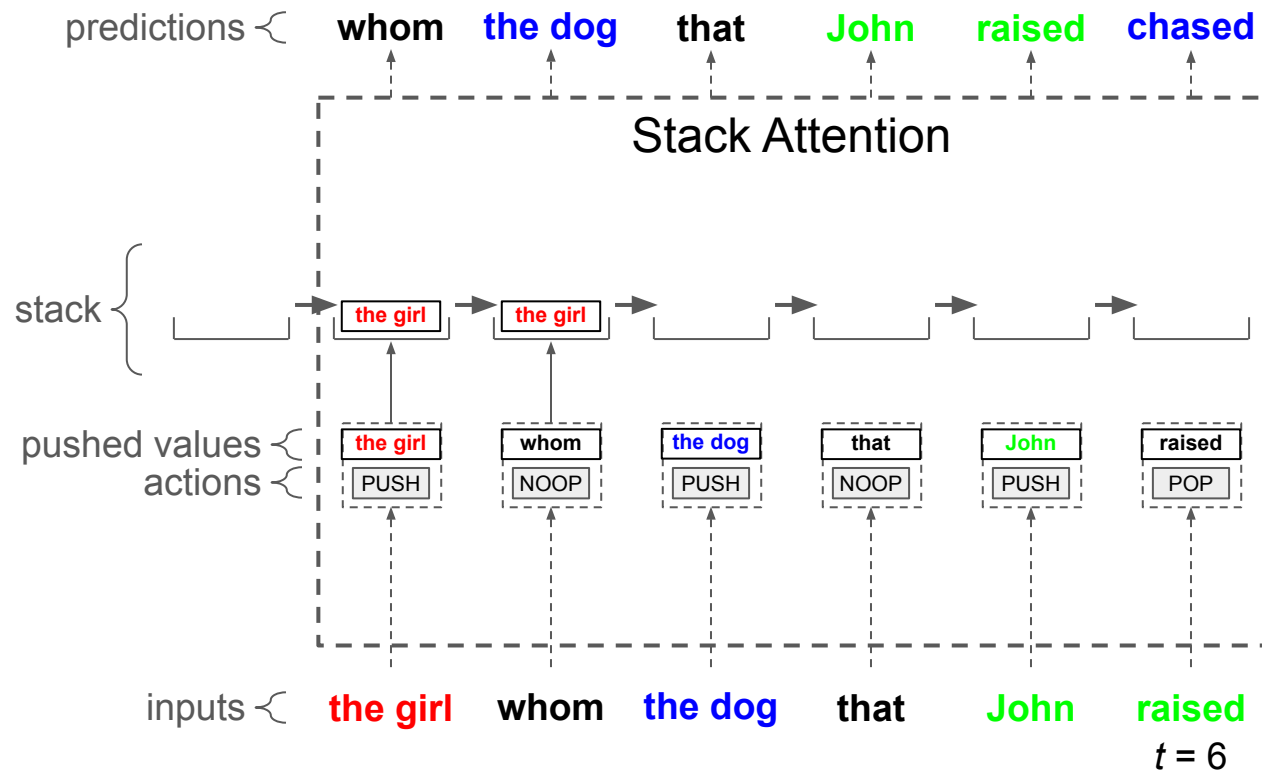 predictions whom the dog that John raised chased
Stack Attention
stack the girl the girl
pushed values the girl whom the dog that John raised
actions PUSH NOOP PUSH NOOP PUSH POP
inputs the girl whom the dog that John raised
t = 6